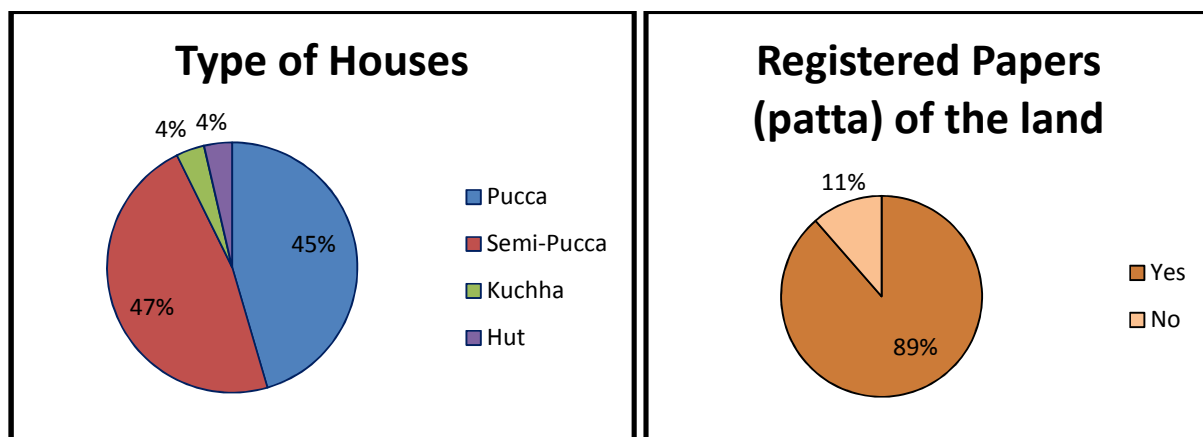 Type of Houses
4%
4%
45%
47%
Pucca
Semi-Pucca
Kuchha
Hut
Registered Papers
(patta) of the land
11%
89%
Yes
No